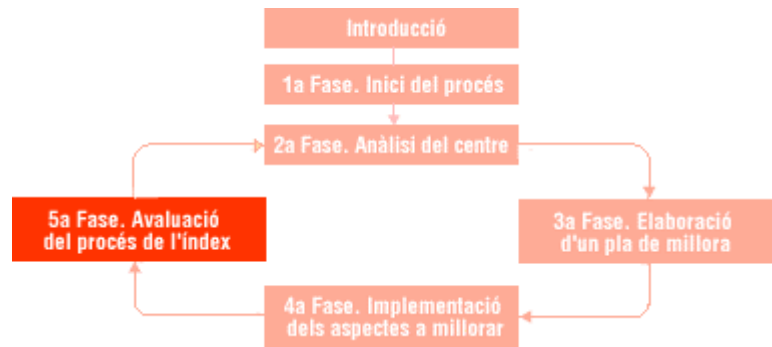 Introducció
1a Fase. Inici del procés
2a Fase. Anàlisi del centre
5a Fase. Avaluació
del procés de l'índex
3a Fase. Elaboració
d'un pla de millora
4a Fase. Implementació
dels aspectes a millorar